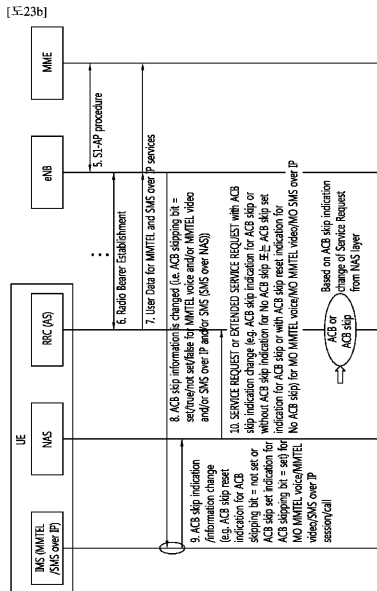 [도23b]
UE
IMS (MMTEL
/SMS over IP)
NAS
RRC (AS)
eNB
MME
5. S1-AP procedure
6. Radio Bearer Establishment
7. User Data for MMTEL and SMS over IP services
8. ACB skip information is changed (i.e. ACB skipping bit =
set/true/not set/false for MMTEL voice and/or MMTEL video
and/or SMS over IP and/or SMS (SMS over NAS))
9. ACB skip indication
/information change
(e.g. ACB skip reset
indication for ACB
skipping bit = not set or
ACB skip set indication for
ACB skipping bit = set) for
MO MMTEL voice/MMTEL
video/SMS over IP
session/call
10. SERVICE REQUEST or EXTENDED SERVICE REQUEST with ACB
skip indication change (e.g. ACB skip indication for ACB skip or
without ACB skip indication for No ACB skip 또는 ACB skip set
indication for ACB skip or with ACB skip reset indication for
No ACB skip) for MO MMTEL voice/MO MMTEL video/MO SMS over IP
ACB or
ACB skip
Based on ACB skip indication
change of Service Request
from NAS layer